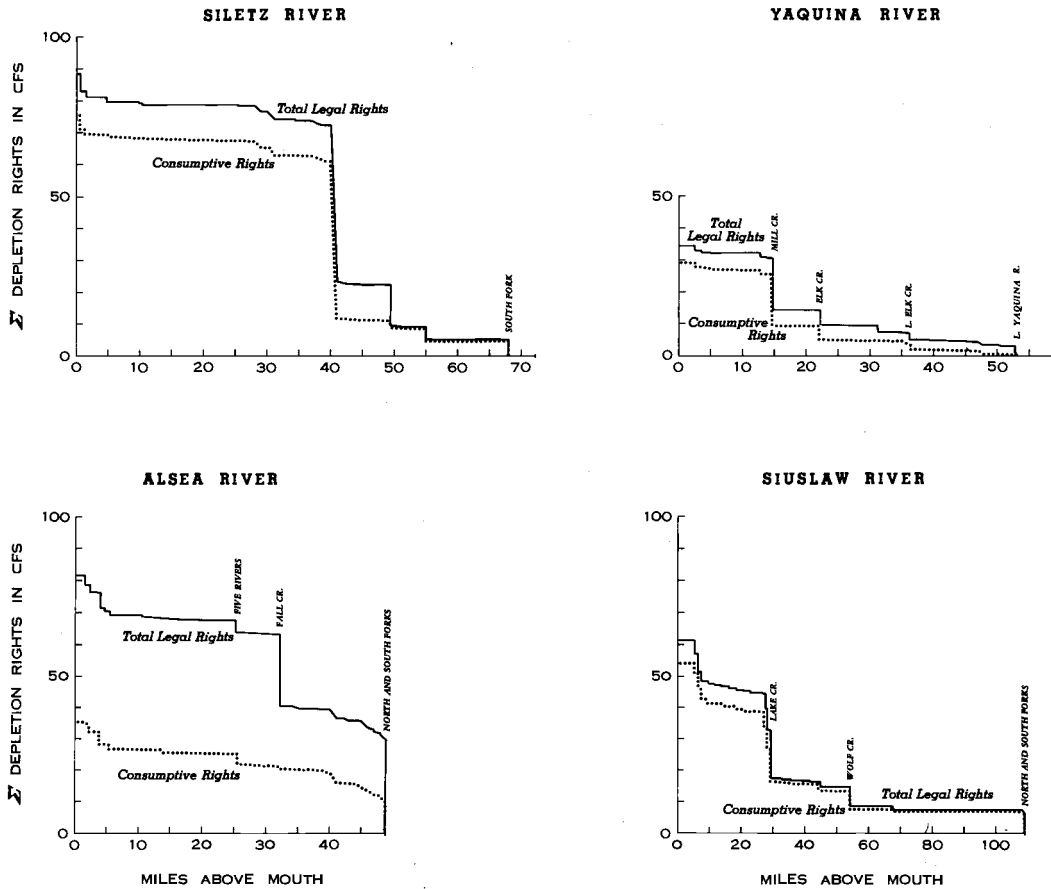 SILETZ RIVER
YAQUINA RIVER
Σ DEPLETION RIGHTS IN CFS
100
50
0
Total Legal Rights
Consumptive Rights
SOUTH FORK
0 10 20 30 40 50 60 70
50
0
Total
Legal Rights
Consumptive
Rights
MILL CR.
ELK CR.
L. ELK CR.
L. YAQUINA R.
0 10 20 30 40 50
ALSEA RIVER
SIUSLAW RIVER
Σ DEPLETION RIGHTS IN CFS
100
50
0
Total Legal Rights
Consumptive Rights
FIVE RIVERS
FALL CR.
NORTH AND SOUTH FORKS
0 10 20 30 40
MILES ABOVE MOUTH
100
50
0
LAKE CR.
WOLF CR.
Total Legal Rights
Consumptive Rights
NORTH AND SOUTH FORKS
0 20 40 60 80 100
MILES ABOVE MOUTH